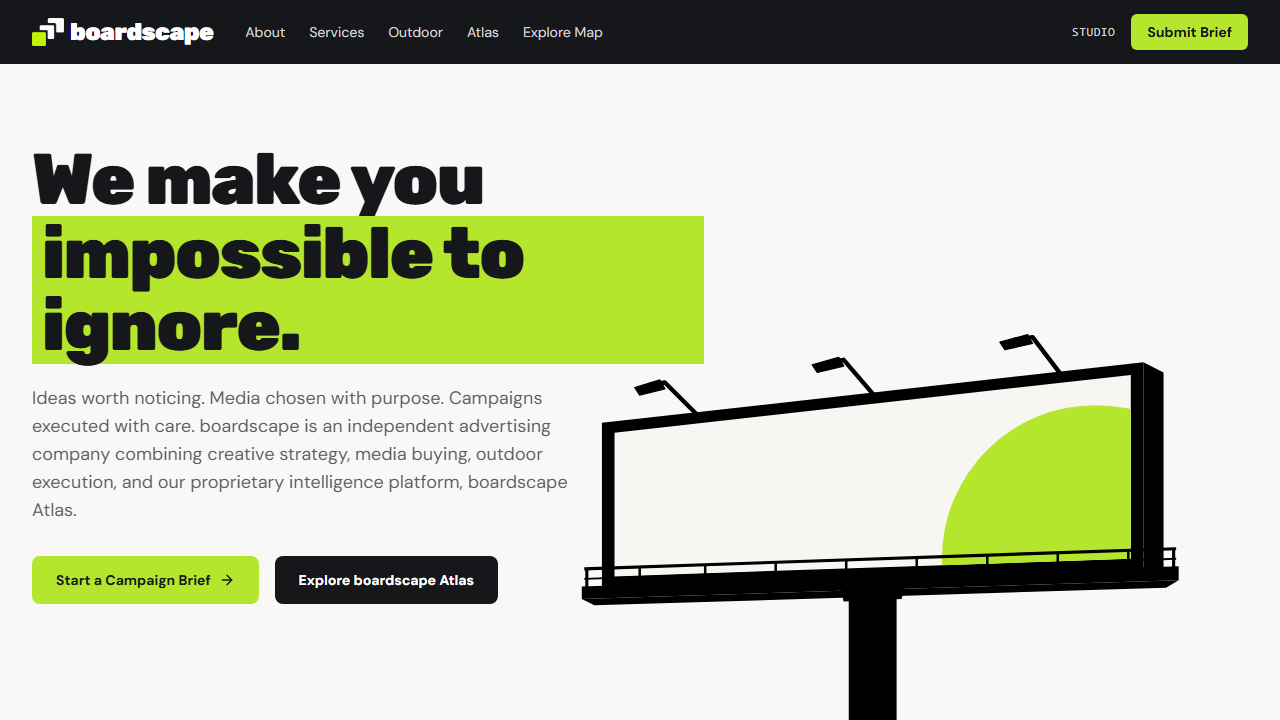 boardscape
About
Services
Outdoor
Atlas
Explore Map
STUDIO
Submit Brief
We make you
impossible to
ignore.
Ideas worth noticing. Media chosen with purpose. Campaigns
executed with care. boardscape is an independent advertising
company combining creative strategy, media buying, outdoor
execution, and our proprietary intelligence platform, boardscape
Atlas.
Start a Campaign Brief →
Explore boardscape Atlas